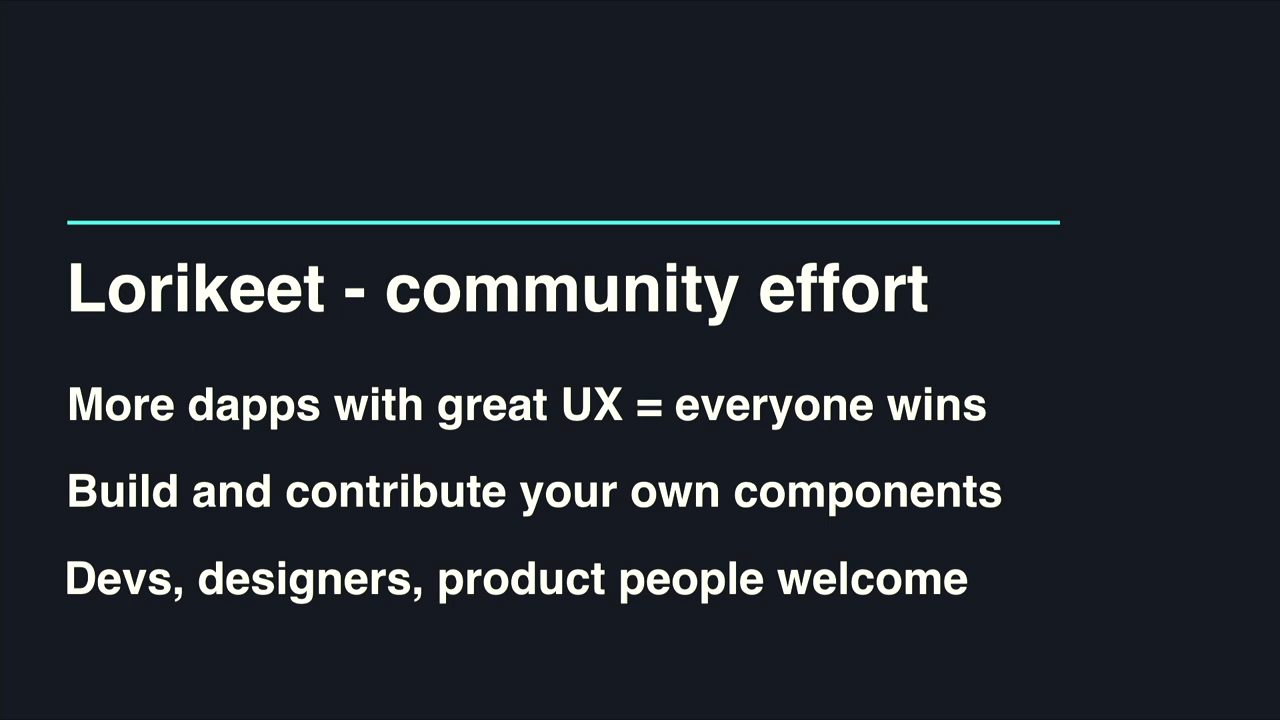 Lorikeet - community effort
More dapps with great UX = everyone wins
Build and contribute your own components
Devs, designers, product people welcome